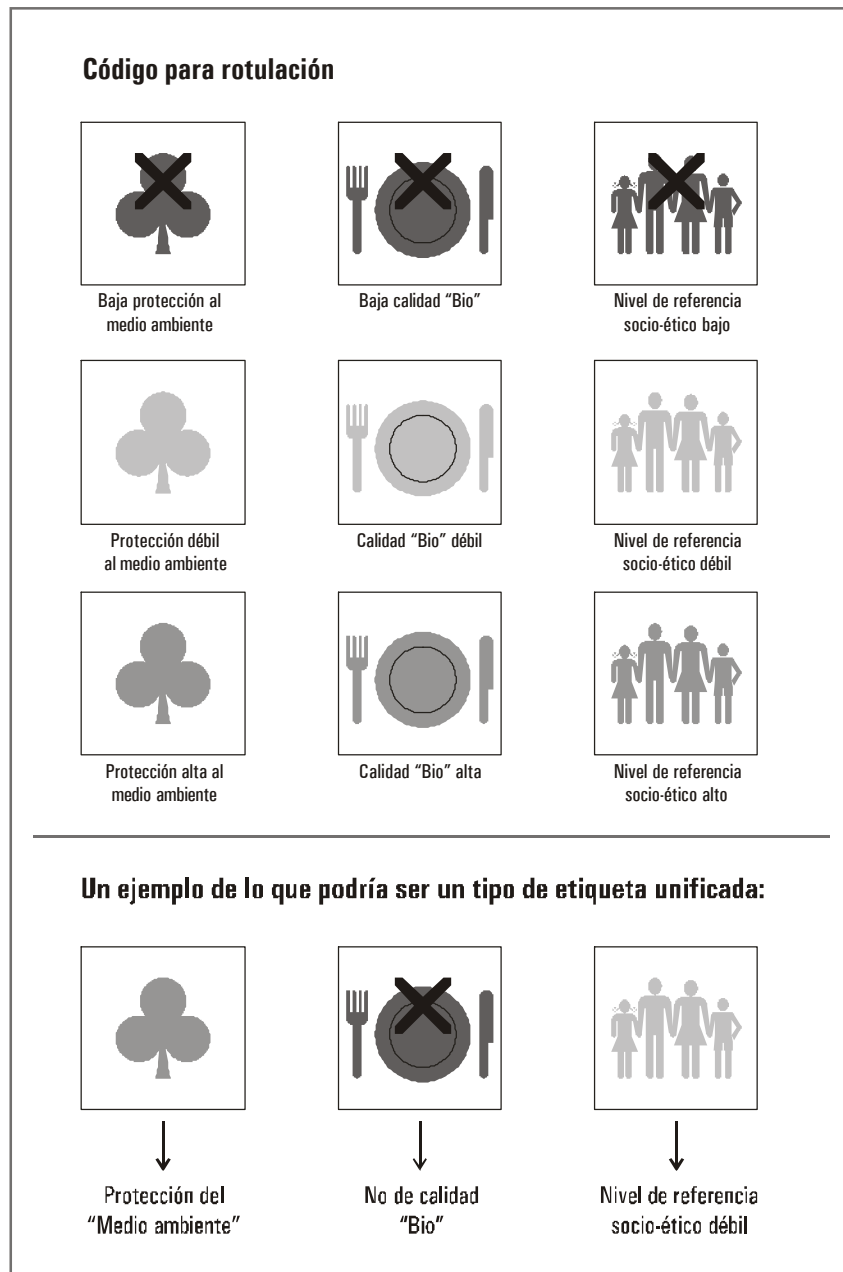 Código para rotulación
Baja protección al
medio ambiente
Baja calidad “Bio”
Nivel de referencia
socio-ético bajo
Protección débil
al medio ambiente
Calidad “Bio” débil
Nivel de referencia
socio-ético débil
Protección alta al
medio ambiente
Calidad “Bio” alta
Nivel de referencia
socio-ético alto
Un ejemplo de lo que podría ser un tipo de etiqueta unificada:
Protección del
“Medio ambiente”
No de calidad
“Bio”
Nivel de referencia
socio-ético débil